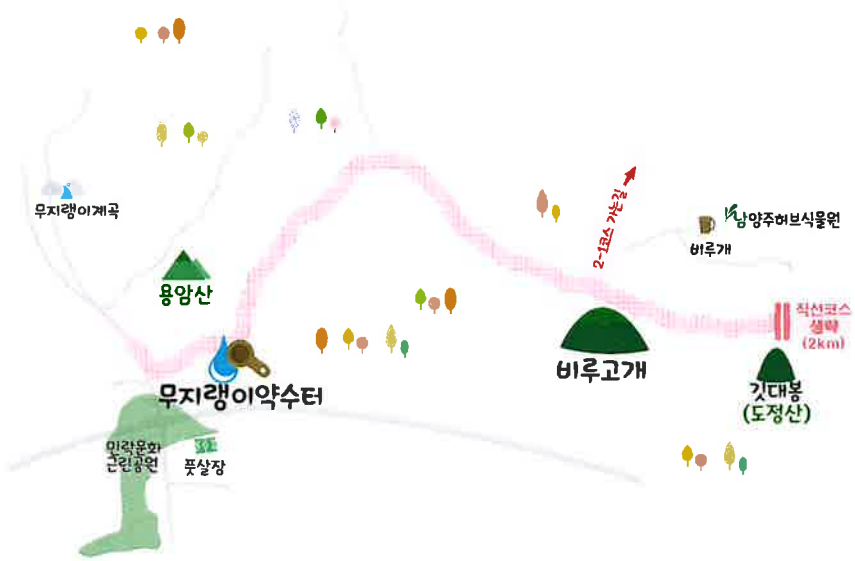 무지랭이계곡
2-1코스 가는길
남양주허브식물원
비루개
용암산
직선코스
생략
(2km)
무지랭이약수터
비루고개
깃대봉
(도정산)
민락문화
근린공원
풋살장